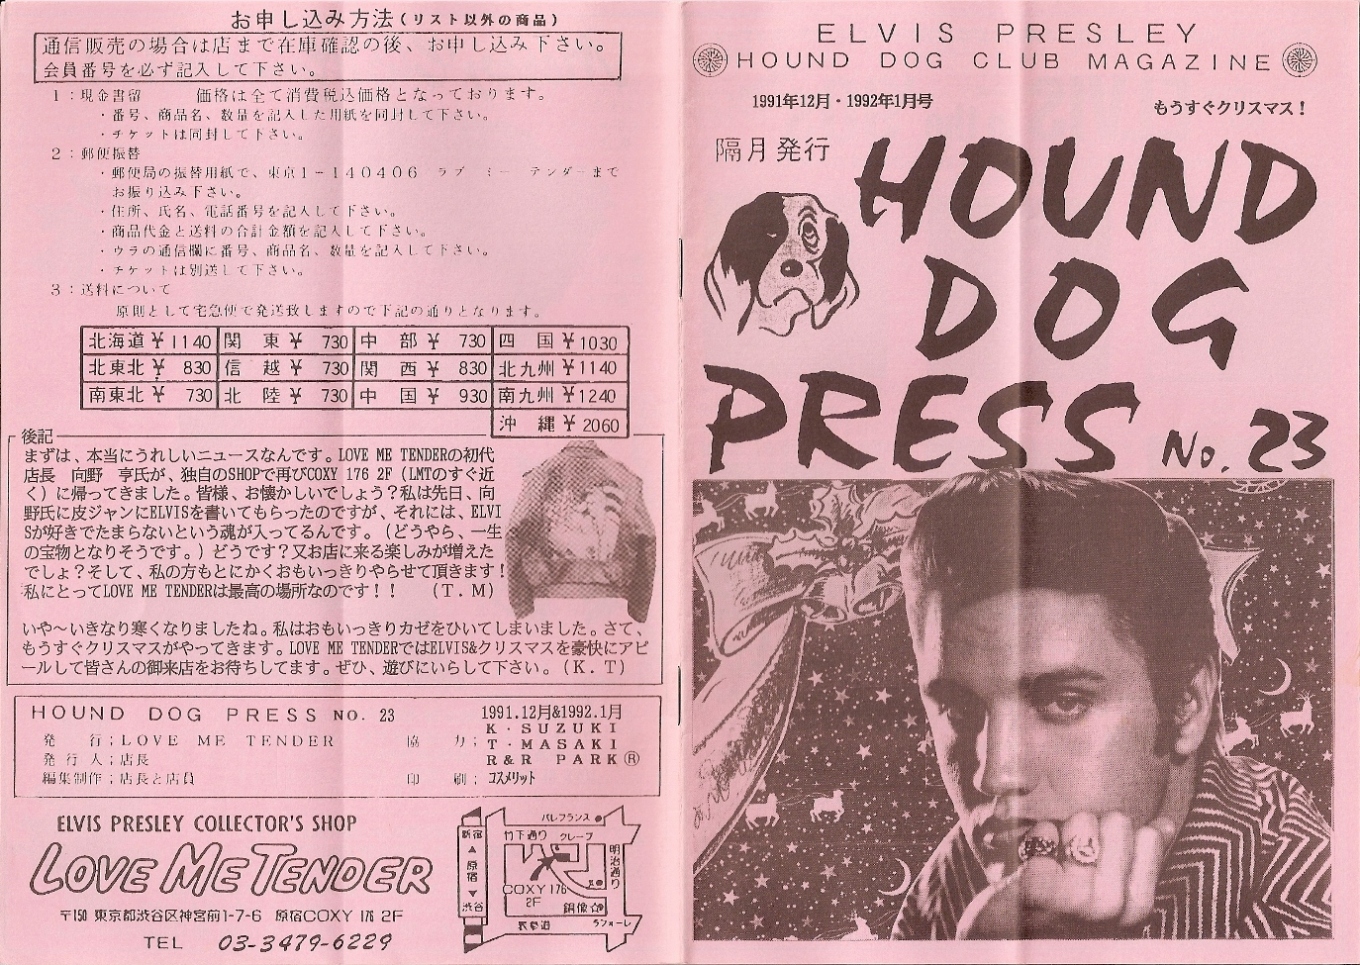 お申し込み方法(リスト以外の商品)
通信販売の場合は店まで在庫確認の後、お申し込み下さい。
会員番号を必ず記入して下さい。
1:現金書留　価格は全て消費税込価格となっております。
・番号、商品名、数量を記入した用紙を同封して下さい。
・チケットは同封して下さい。
2:郵便振替
・郵便局の振替用紙で、東京1-140406 ラブ ミー テンダーまで
お振り込み下さい。
・住所、氏名、電話番号を記入して下さい。
・商品代金と送料の合計金額を記入して下さい。
・ウラの通信欄に番号、商品名、数量を記入して下さい。
・チケットは別送して下さい。
3:送料について
原則として宅急便で発送致しますので下記の通りとなります。
北海道¥1140 関東¥730 中部¥730 四国¥1030
北東北¥830 信越¥730 関西¥830 北九州¥1140
南東北¥730 北陸¥730 中国¥930 南九州¥1240
沖縄¥2060
後記
まずは、本当にうれしいニュースなんです。LOVE ME TENDERの初代
店長 向野 亨氏が、独自のSHOPで再びCOXY 176 2F(LMTのすぐ近
く)に帰ってきました。皆様、お懐かしいでしょう?私は先日、向
野氏に皮ジャンにELVISを書いてもらったのですが、それには、ELVI
Sが好きでたまらないという魂が入ってるんです。(どうやら、一生
の宝物となりそうです。)どうです?又お店に来る楽しみが増えた
でしょ?そして、私の方もとにかくおもいっきりやらせて頂きます!
私にとってLOVE ME TENDERは最高の場所なのです!! (T.M)
いや〜いきなり寒くなりましたね。私はおもいっきりカゼをひいてしまいました。さて、
もうすぐクリスマスがやってきます。LOVE ME TENDERではELVIS&クリスマスを豪快にアピ
ールして皆さんの御来店をお待ちしてます。ぜひ、遊びにいらして下さい。(K.T)
HOUND DOG PRESS NO. 23　1991.12月&1992.1月
発行;LOVE ME TENDER
発行人;店長
編集制作;店長と店員
協力;K・SUZUKI
T・MASAKI
R&R PARK®
印刷;コスメリット
ELVIS PRESLEY COLLECTOR'S SHOP
LOVE ME TENDER
〒150 東京都渋谷区神宮前1-7-6 原宿COXY 176 2F
TEL 03-3479-6229
パレフランス
新宿
竹下通り
クレープ
原宿
明治通り
COXY 176
2F
渋谷
銅像
表参道
ラフォーレ
ELVIS PRESLEY
HOUND DOG CLUB MAGAZINE
1991年12月・1992年1月号
もうすぐクリスマス!
隔月発行
HOUND
DOG
PRESS No. 23